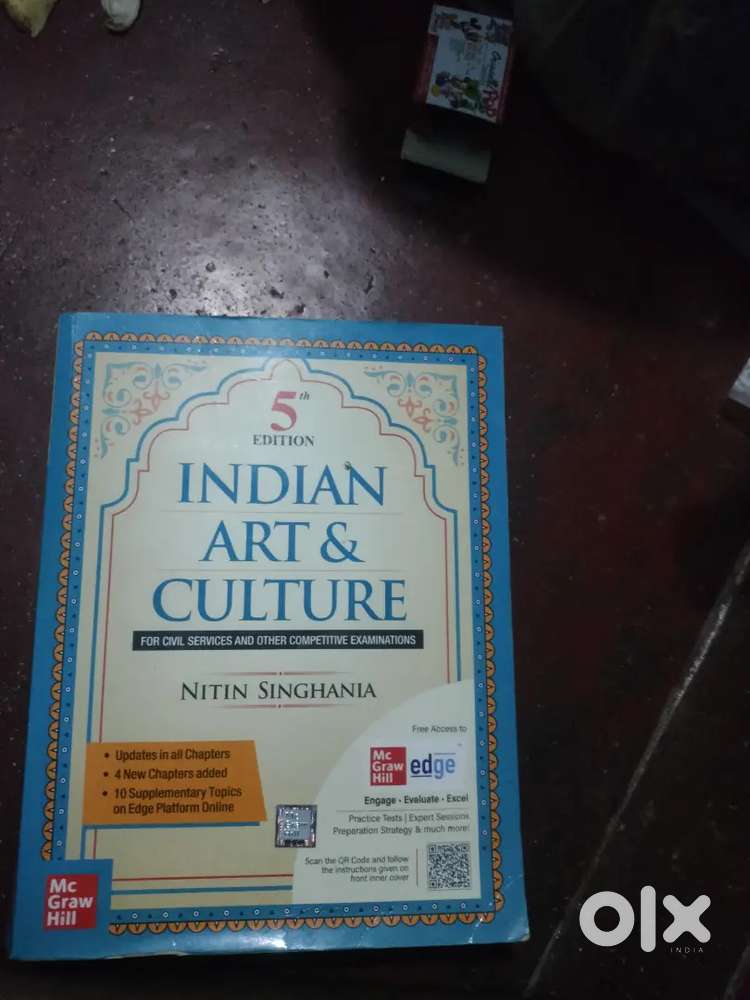 5th
EDITION
INDIAN
ART &
CULTURE
FOR CIVIL SERVICES AND OTHER COMPETITIVE EXAMINATIONS
NITIN SINGHANIA
• Updates in all Chapters
• 4 New Chapters added
• 10 Supplementary Topics
on Edge Platform Online
Free Access to
Mc
Graw
Hill
edge
Engage • Evaluate • Excel
Practice Tests | Expert Sessions
Preparation Strategy & much more!
Scan the QR Code and follow
the instructions given on
front inner cover
Mc
Graw
Hill
olx
INDIA